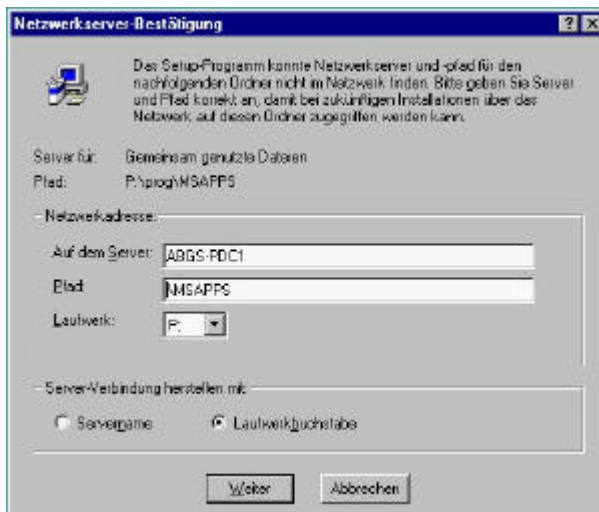 Netzwerkserver-Bestätigung
Das Setup-Programm konnte Netzwerkserver und -pfad für den
nachfolgenden Ordner nicht im Netzwerk finden. Bitte geben Sie Server
und Pfad korrekt an, damit bei zukünftigen Installationen über das
Netzwerk auf diesen Ordner zugegriffen werden kann.
Server für: Gemeinsam genutzte Dateien
Pfad: P:\prog\MSAPPS
Netzwerkadresse:
Auf dem Server: ABGS-PDC1
Pfad: \MSAPPS
Laufwerk: P:
Server-Verbindung herstellen mit:
Servername Laufwerkbuchstabe
Weiter Abbrechen